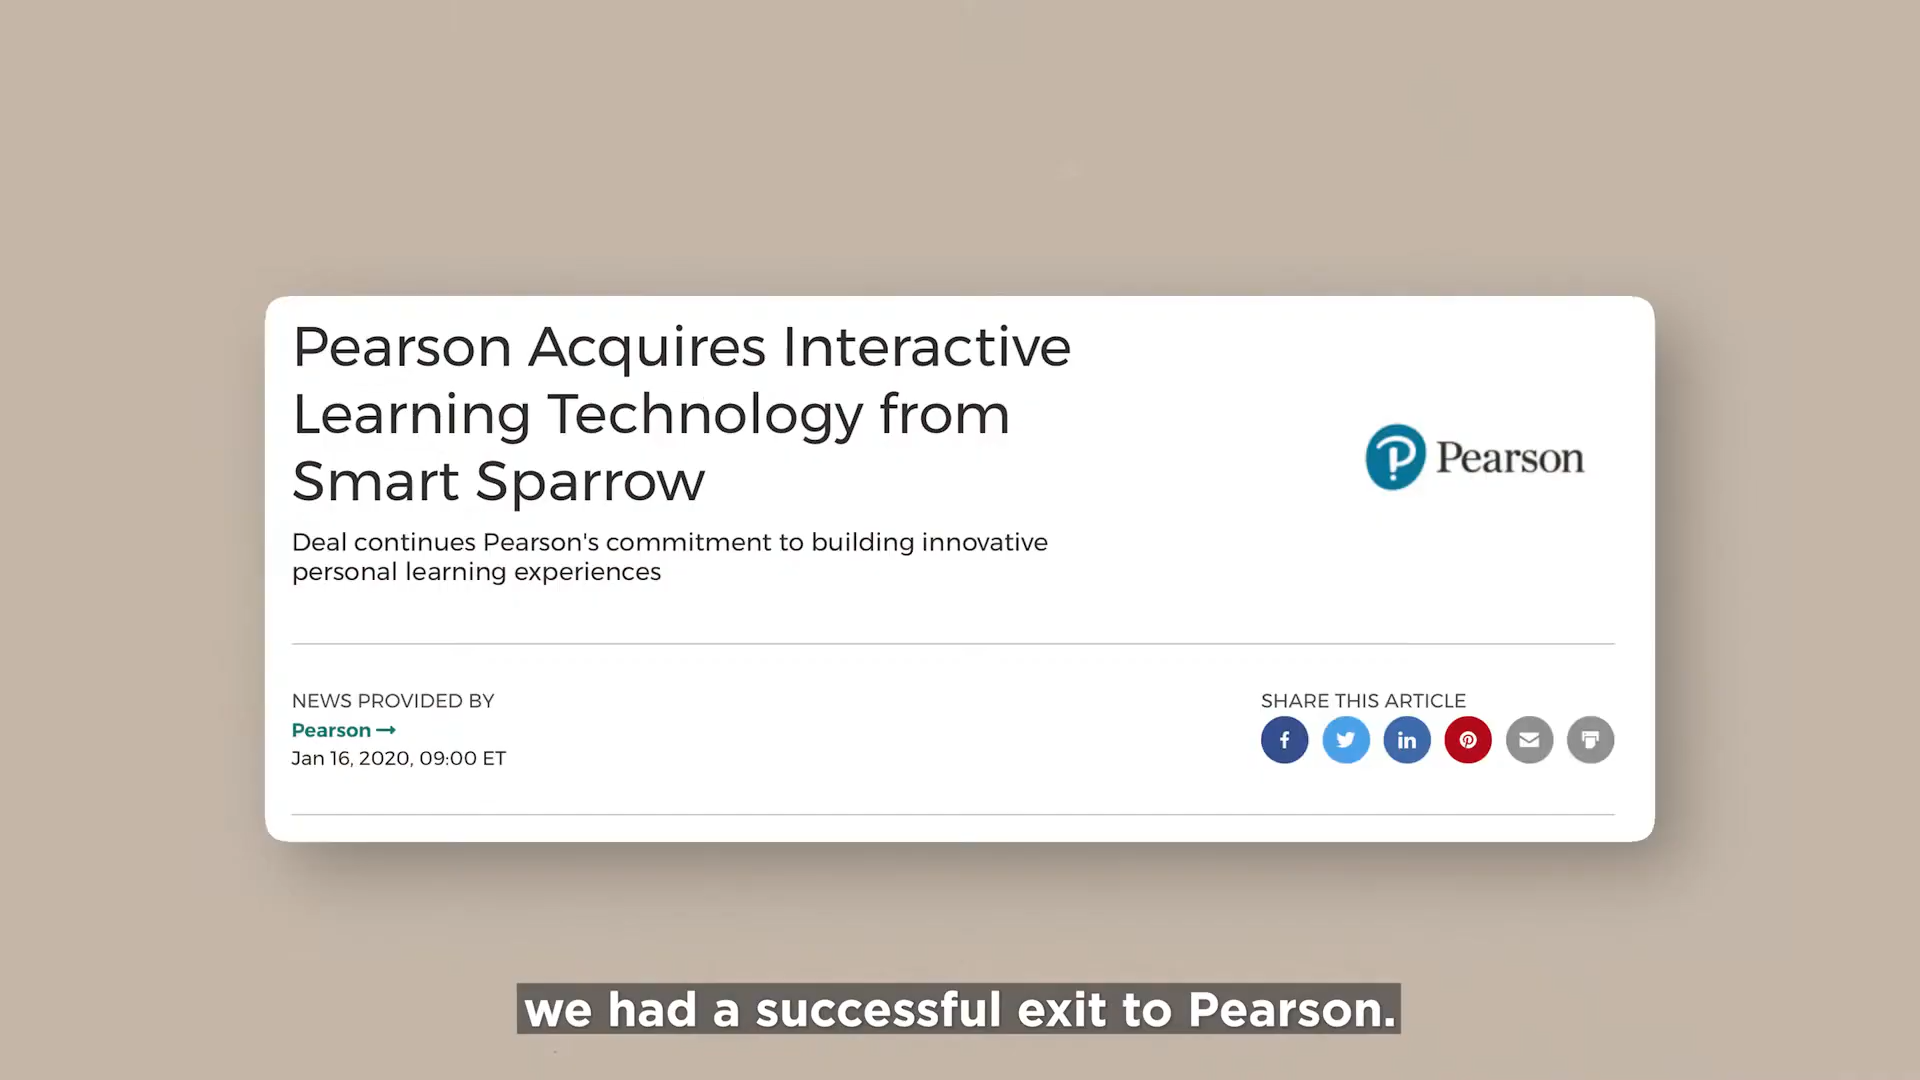 Pearson Acquires Interactive
Learning Technology from
Smart Sparrow
Deal continues Pearson's commitment to building innovative
personal learning experiences
Pearson
NEWS PROVIDED BY
Pearson →
Jan 16, 2020, 09:00 ET
SHARE THIS ARTICLE
we had a successful exit to Pearson.